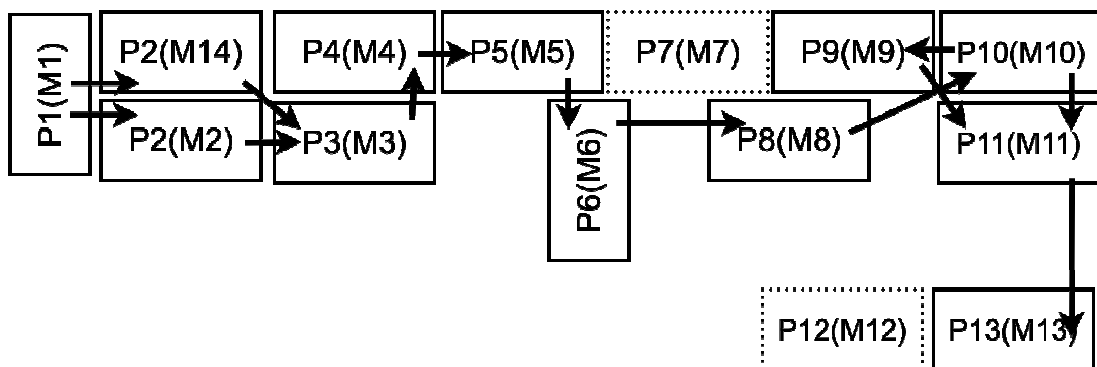 P1(M1)
P2(M14)
P4(M4)
P5(M5)
P7(M7)
P9(M9)
P10(M10)
P2(M2)
P3(M3)
P6(M6)
P8(M8)
P11(M11)
P12(M12)
P13(M13)